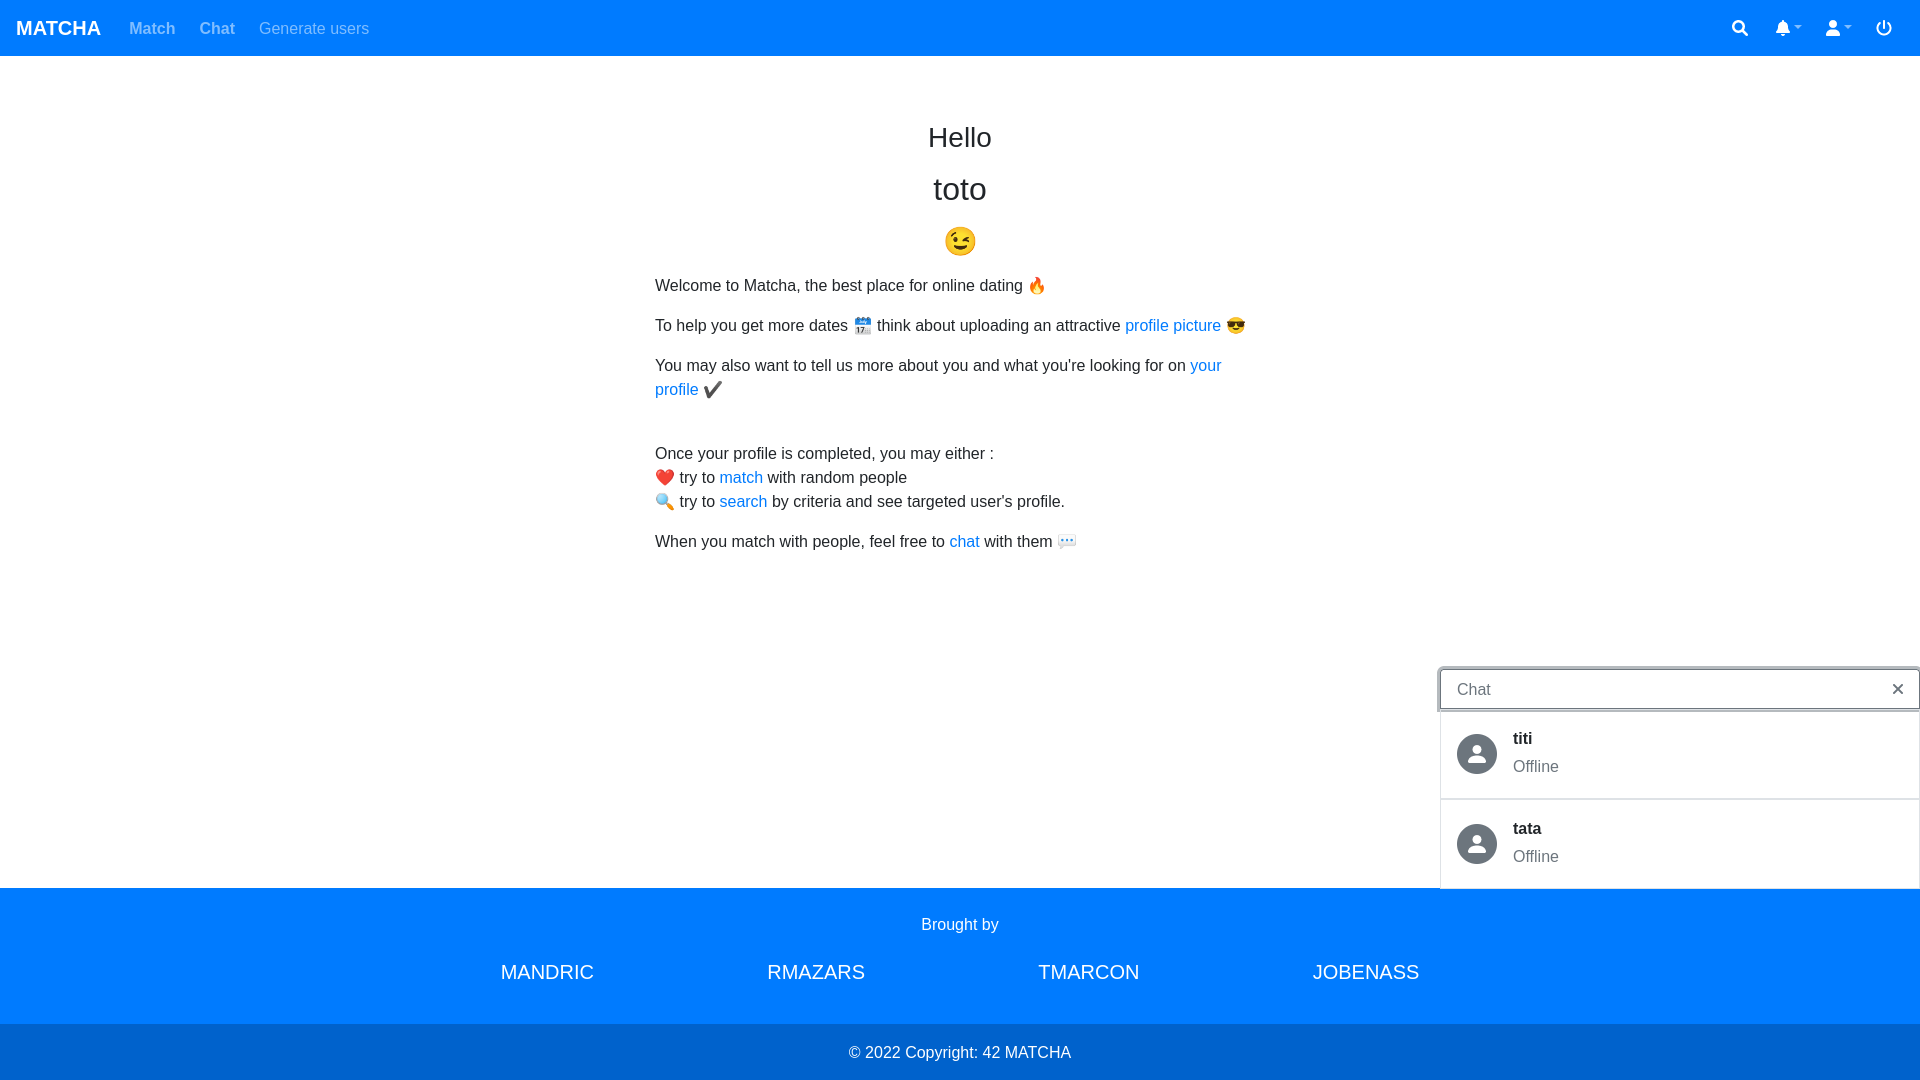 MATCHA Match Chat Generate users
Hello
toto
😉
Welcome to Matcha, the best place for online dating 🔥
To help you get more dates 📅 think about uploading an attractive profile picture 😎
You may also want to tell us more about you and what you're looking for on your
profile ✔️
Once your profile is completed, you may either :
❤️ try to match with random people
🔍 try to search by criteria and see targeted user's profile.
When you match with people, feel free to chat with them 💬
Chat
titi
Offline
tata
Offline
Brought by
MANDRIC RMAZARS TMARCON JOBENASS
© 2022 Copyright: 42 MATCHA